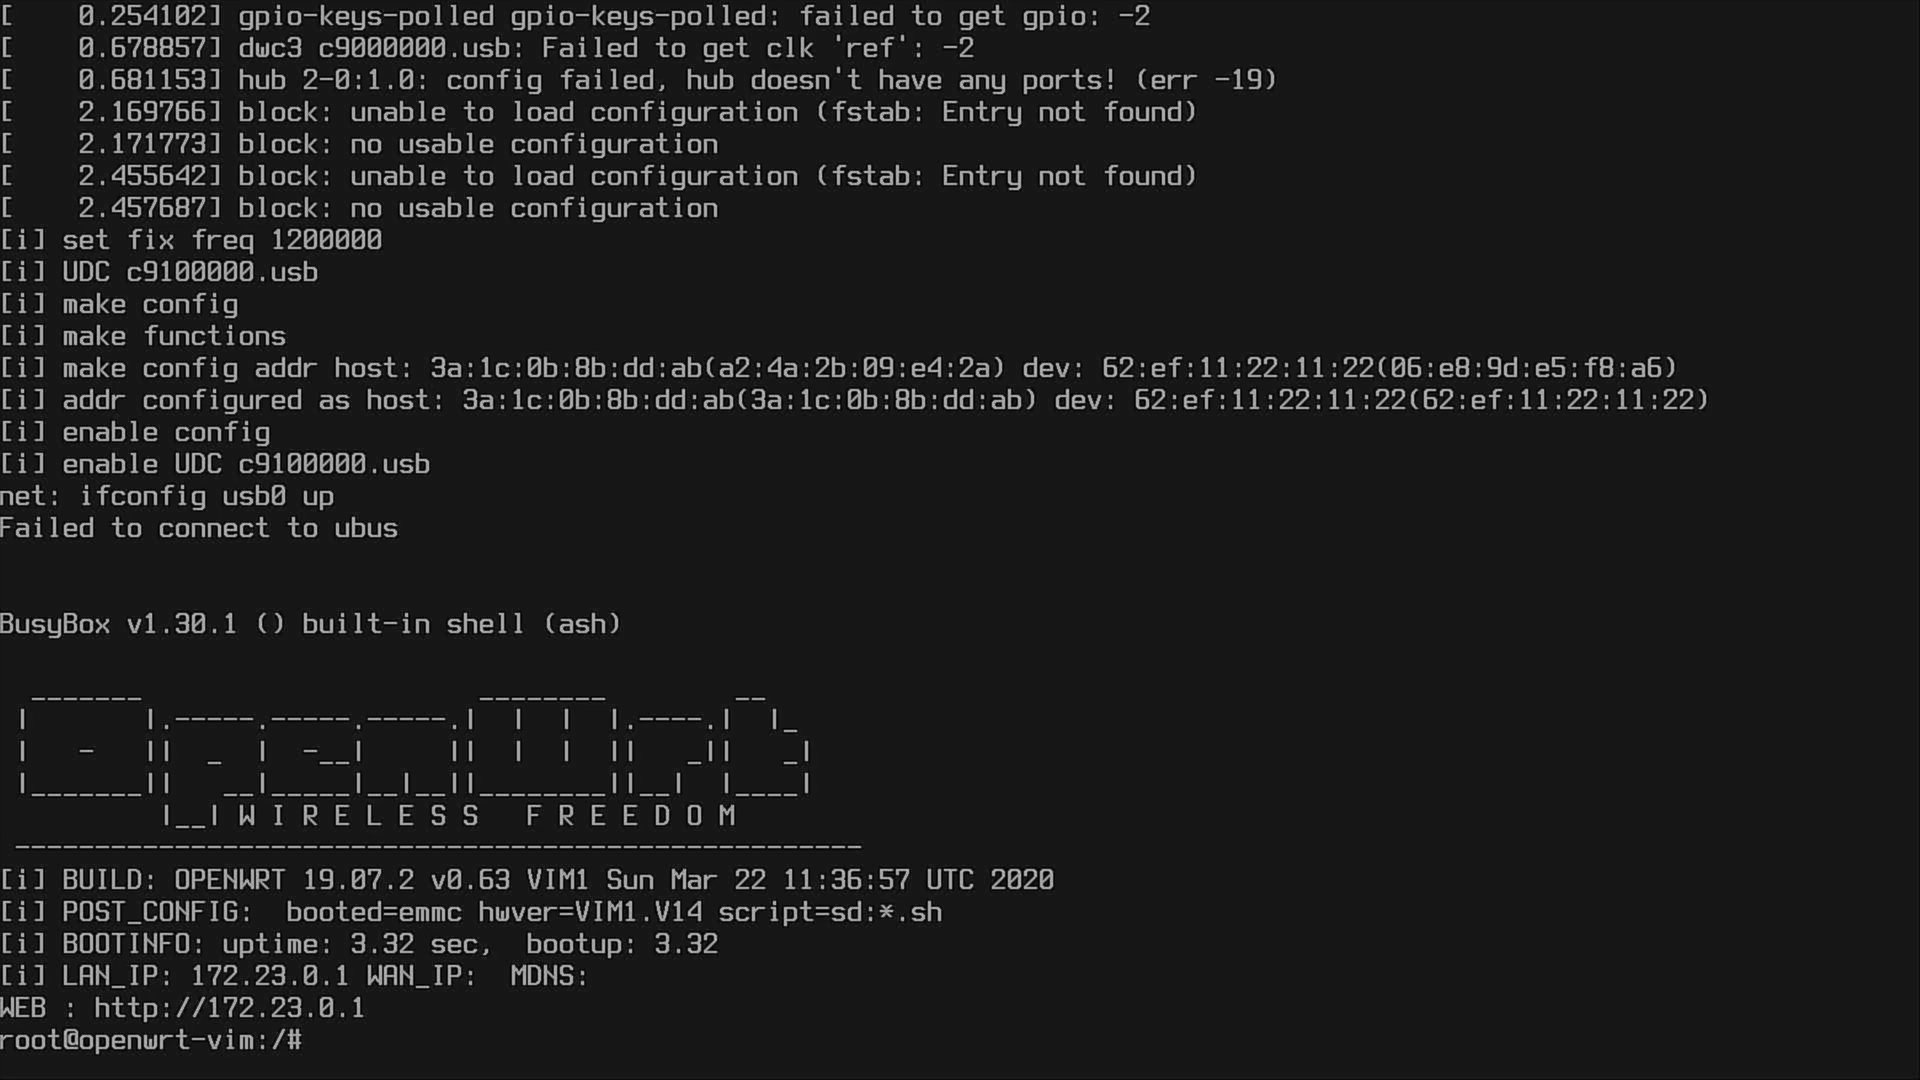 [    0.254102] gpio-keys-polled gpio-keys-polled: failed to get gpio: -2
[    0.678857] dwc3 c9000000.usb: Failed to get clk 'ref': -2
[    0.681153] hub 2-0:1.0: config failed, hub doesn't have any ports! (err -19)
[    2.169766] block: unable to load configuration (fstab: Entry not found)
[    2.171773] block: no usable configuration
[    2.455642] block: unable to load configuration (fstab: Entry not found)
[    2.457687] block: no usable configuration
[i] set fix freq 1200000
[i] UDC c9100000.usb
[i] make config
[i] make functions
[i] make config addr host: 3a:1c:0b:8b:dd:ab(a2:4a:2b:09:e4:2a) dev: 62:ef:11:22:11:22(06:e8:9d:e5:f8:a6)
[i] addr configured as host: 3a:1c:0b:8b:dd:ab(3a:1c:0b:8b:dd:ab) dev: 62:ef:11:22:11:22(62:ef:11:22:11:22)
[i] enable config
[i] enable UDC c9100000.usb
net: ifconfig usb0 up
Failed to connect to ubus
BusyBox v1.30.1 () built-in shell (ash)
OpenWrt
W I R E L E S S   F R E E D O M
[i] BUILD: OPENWRT 19.07.2 v0.63 VIM1 Sun Mar 22 11:36:57 UTC 2020
[i] POST_CONFIG:  booted=emmc hwver=VIM1.V14 script=sd:*.sh
[i] BOOTINFO: uptime: 3.32 sec,  bootup: 3.32
[i] LAN_IP: 172.23.0.1 WAN_IP:  MDNS:
WEB : http://172.23.0.1
root@openwrt-vim:/#